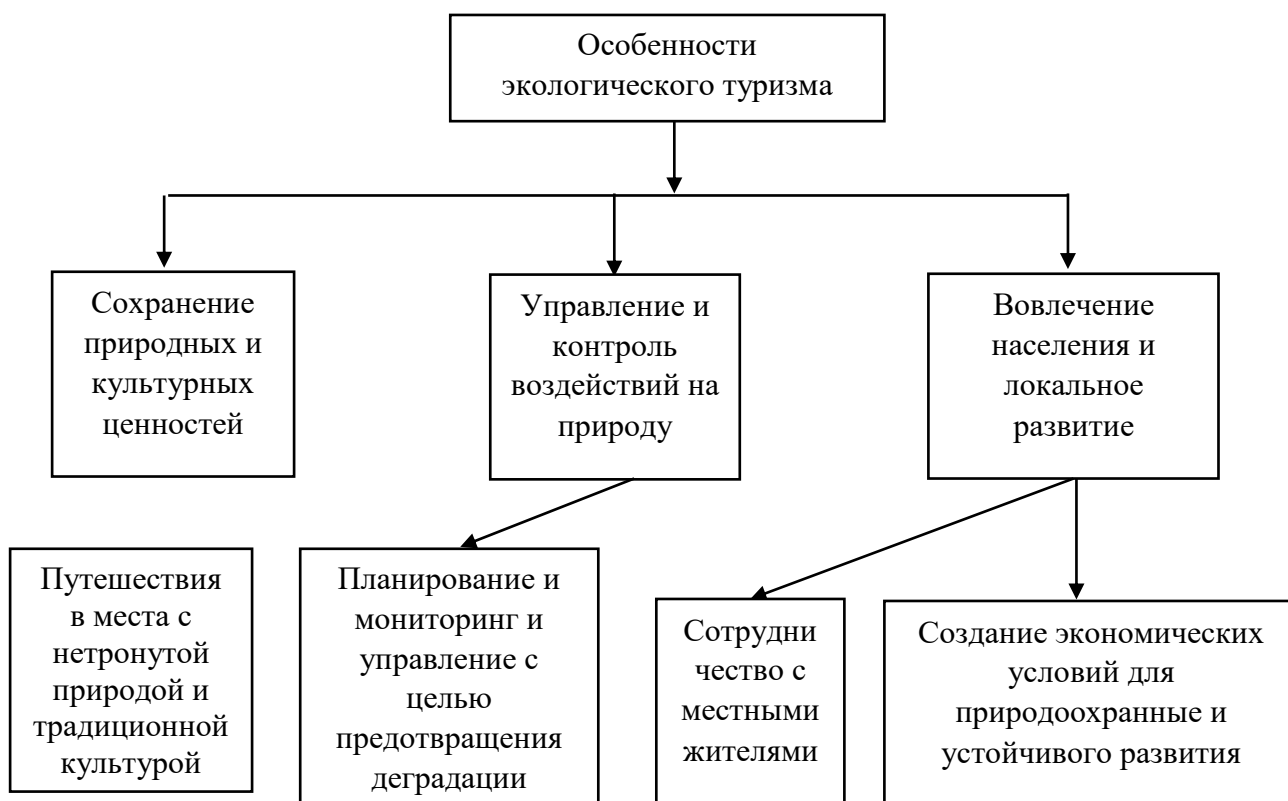 Особенности
экологического туризма
Сохранение
природных и
культурных
ценностей
Управление и
контроль
воздействий на
природу
Вовлечение
населения и
локальное
развитие
Путешествия
в места с
нетронутой
природой и
традиционной
культурой
Планирование и
мониторинг и
управление с
целью
предотвращения
деградации
Сотрудни
чество с
местными
жителями
Создание экономических
условий для
природоохранные и
устойчивого развития